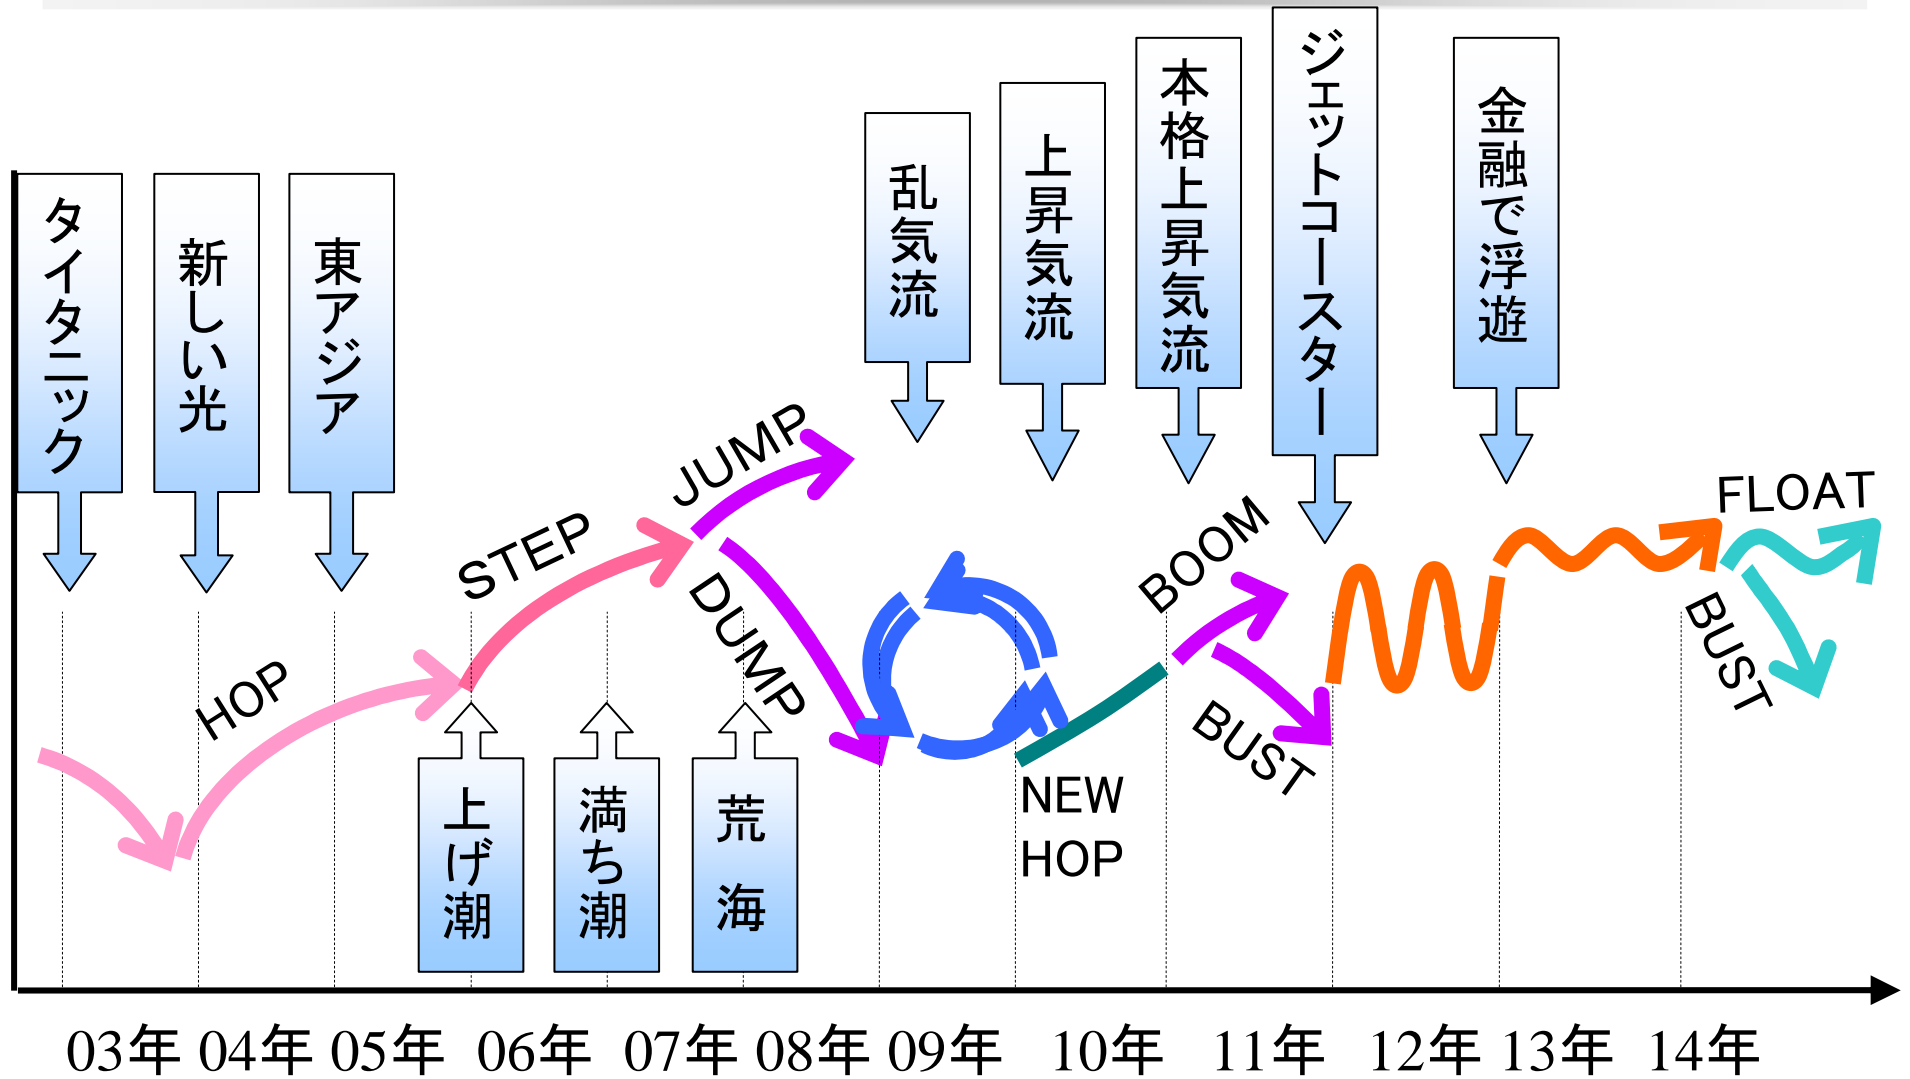 タイタニック
新しい光
東アジア
乱気流
上昇気流
本格上昇気流
ジェットコースター
金融で浮遊
HOP
STEP
JUMP
DUMP
BOOM
BUST
FLOAT
BUST
NEW
HOP
上げ潮
満ち潮
荒 海
03年 04年 05年 06年 07年 08年 09年 10年 11年 12年 13年 14年